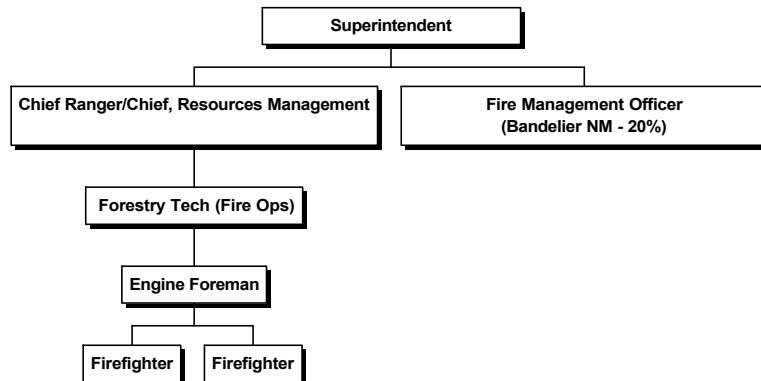 Superintendent
Chief Ranger/Chief, Resources Management
Fire Management Officer
(Bandelier NM - 20%)
Forestry Tech (Fire Ops)
Engine Foreman
Firefighter
Firefighter